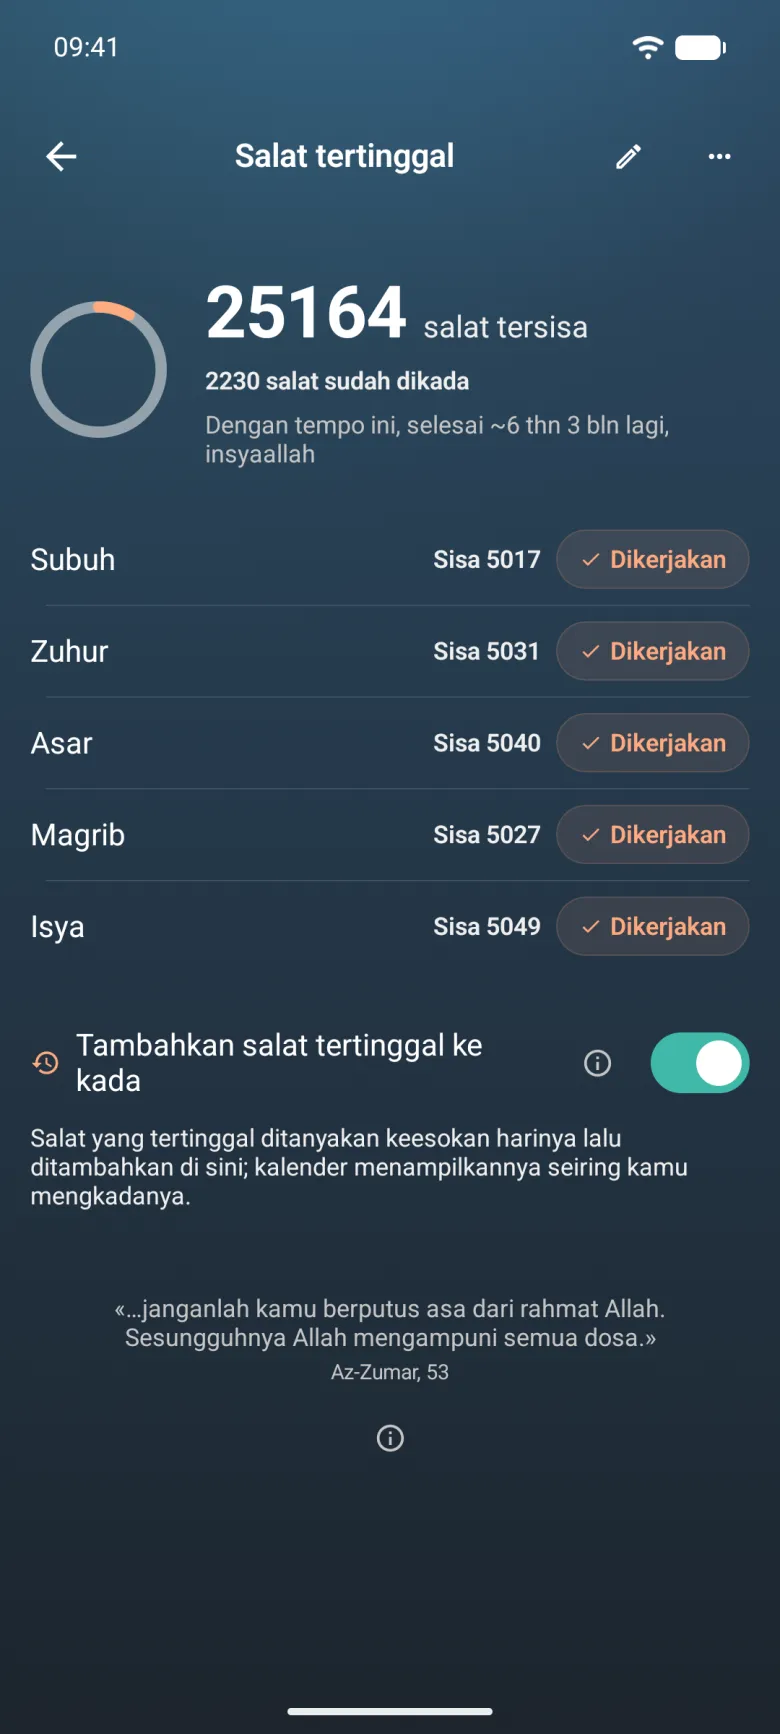 09:41
Salat tertinggal
25164 salat tersisa
2230 salat sudah dikada
Dengan tempo ini, selesai ~6 thn 3 bln lagi,
insyaallah
Subuh Sisa 5017 Dikerjakan
Zuhur Sisa 5031 Dikerjakan
Asar Sisa 5040 Dikerjakan
Magrib Sisa 5027 Dikerjakan
Isya Sisa 5049 Dikerjakan
Tambahkan salat tertinggal ke
kada
Salat yang tertinggal ditanyakan keesokan harinya lalu
ditambahkan di sini; kalender menampilkannya seiring kamu
mengkadanya.
«…janganlah kamu berputus asa dari rahmat Allah.
Sesungguhnya Allah mengampuni semua dosa.»
Az-Zumar, 53